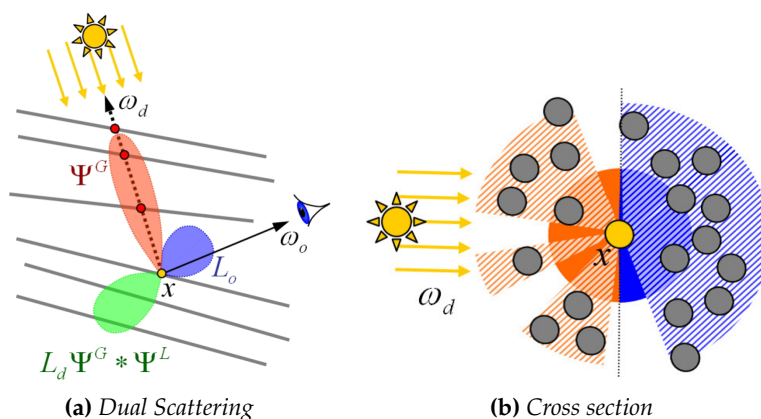 ω_d
Ψ^G
ω_o
x
L_o
L_d Ψ^G * Ψ^L
x
ω_d
(a) Dual Scattering
(b) Cross section